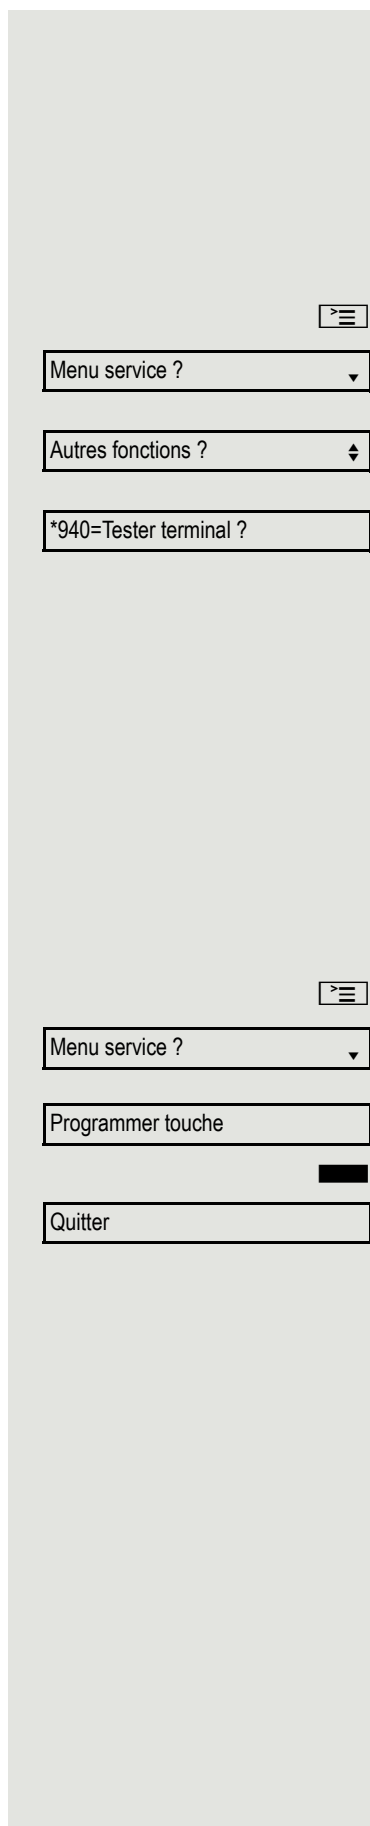 Menu service ?
Autres fonctions ?
*940=Tester terminal ?
Menu service ?
Programmer touche
Quitter